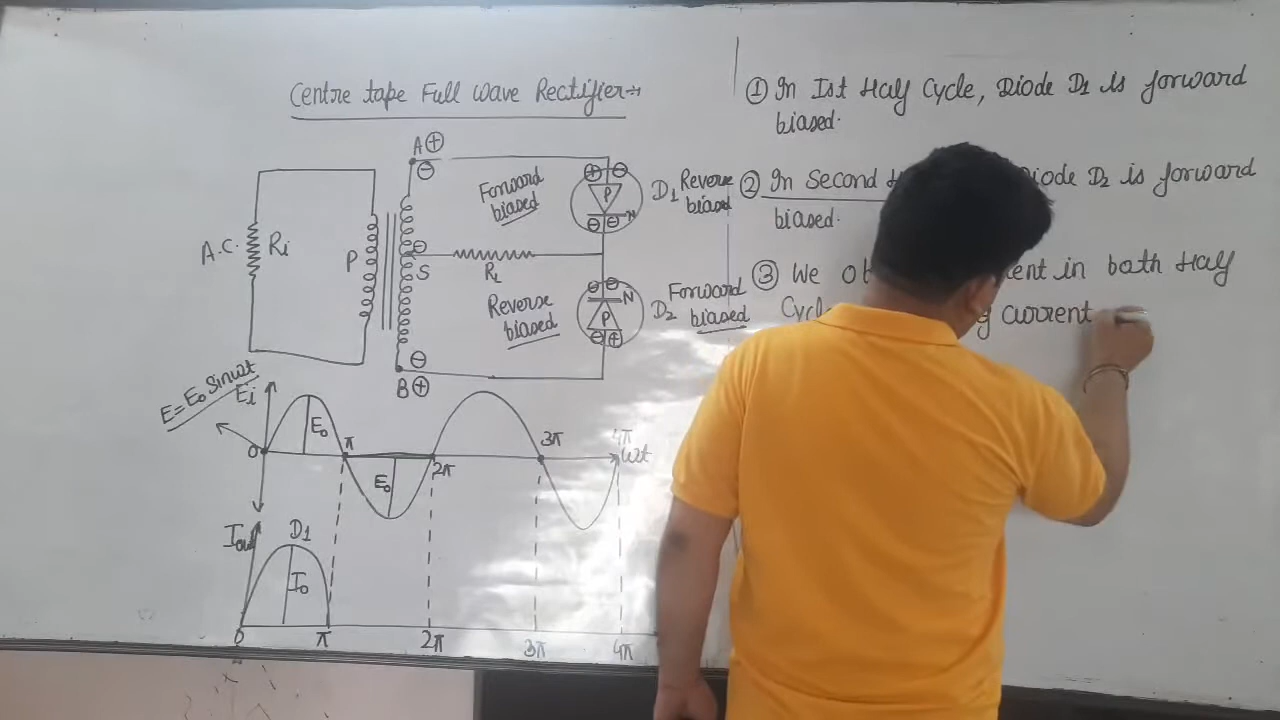 Centre tape Full Wave Rectifier→
A ⊕
⊖
Forward
biased
⊕ ⊖
P
⊖ ⊖ N
D1
Reverse
biased
A.C.
Ri
P
⊖
S
RL
Reverse
biased
⊖ ⊖
N
P
⊖ ⊕
D2
Forward
biased
⊖
B ⊕
E = E0 Sinωt
Ei
0
E0
π
E0
2π
3π
4π
ωt
Iout
D1
I0
0
π
2π
3π
4π
① In Ist Half Cycle, Diode D1 is forward
biased.
② In Second Diode D2 is forward
biased.
③ We in both Half
current